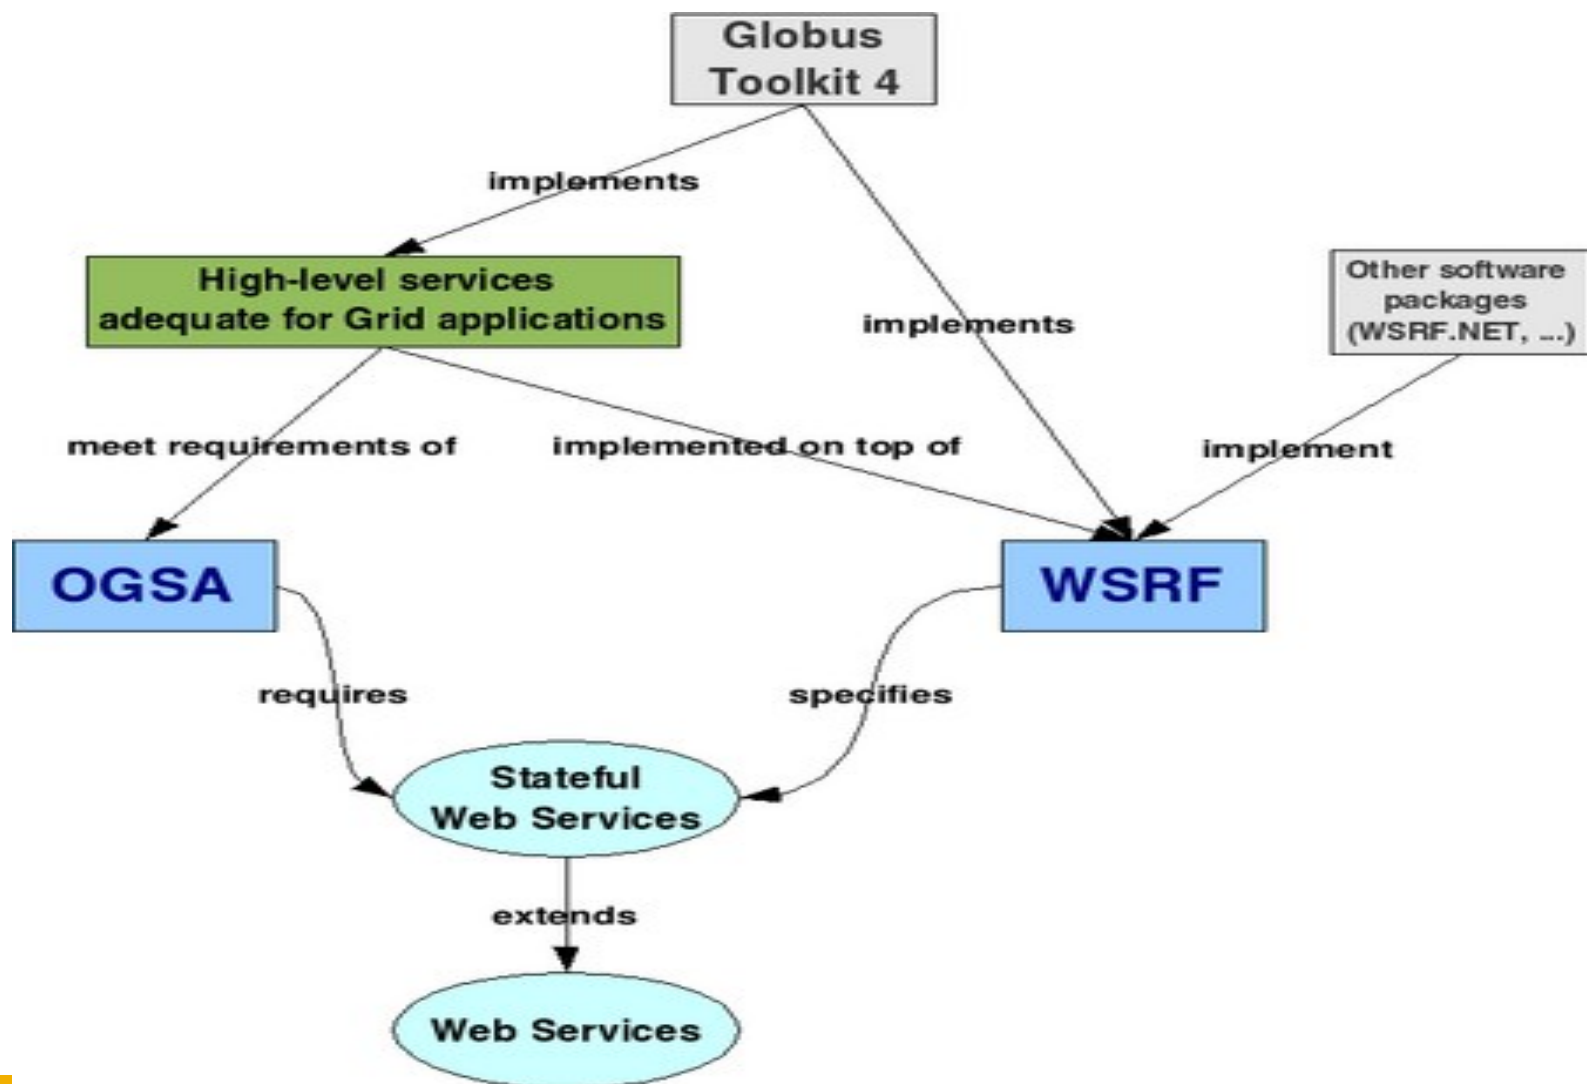 Globus
Toolkit 4
implements
High-level services
adequate for Grid applications
implements
Other software
packages
(WSRF.NET, ...)
meet requirements of
implemented on top of
implement
OGSA
WSRF
requires
specifies
Stateful
Web Services
extends
Web Services